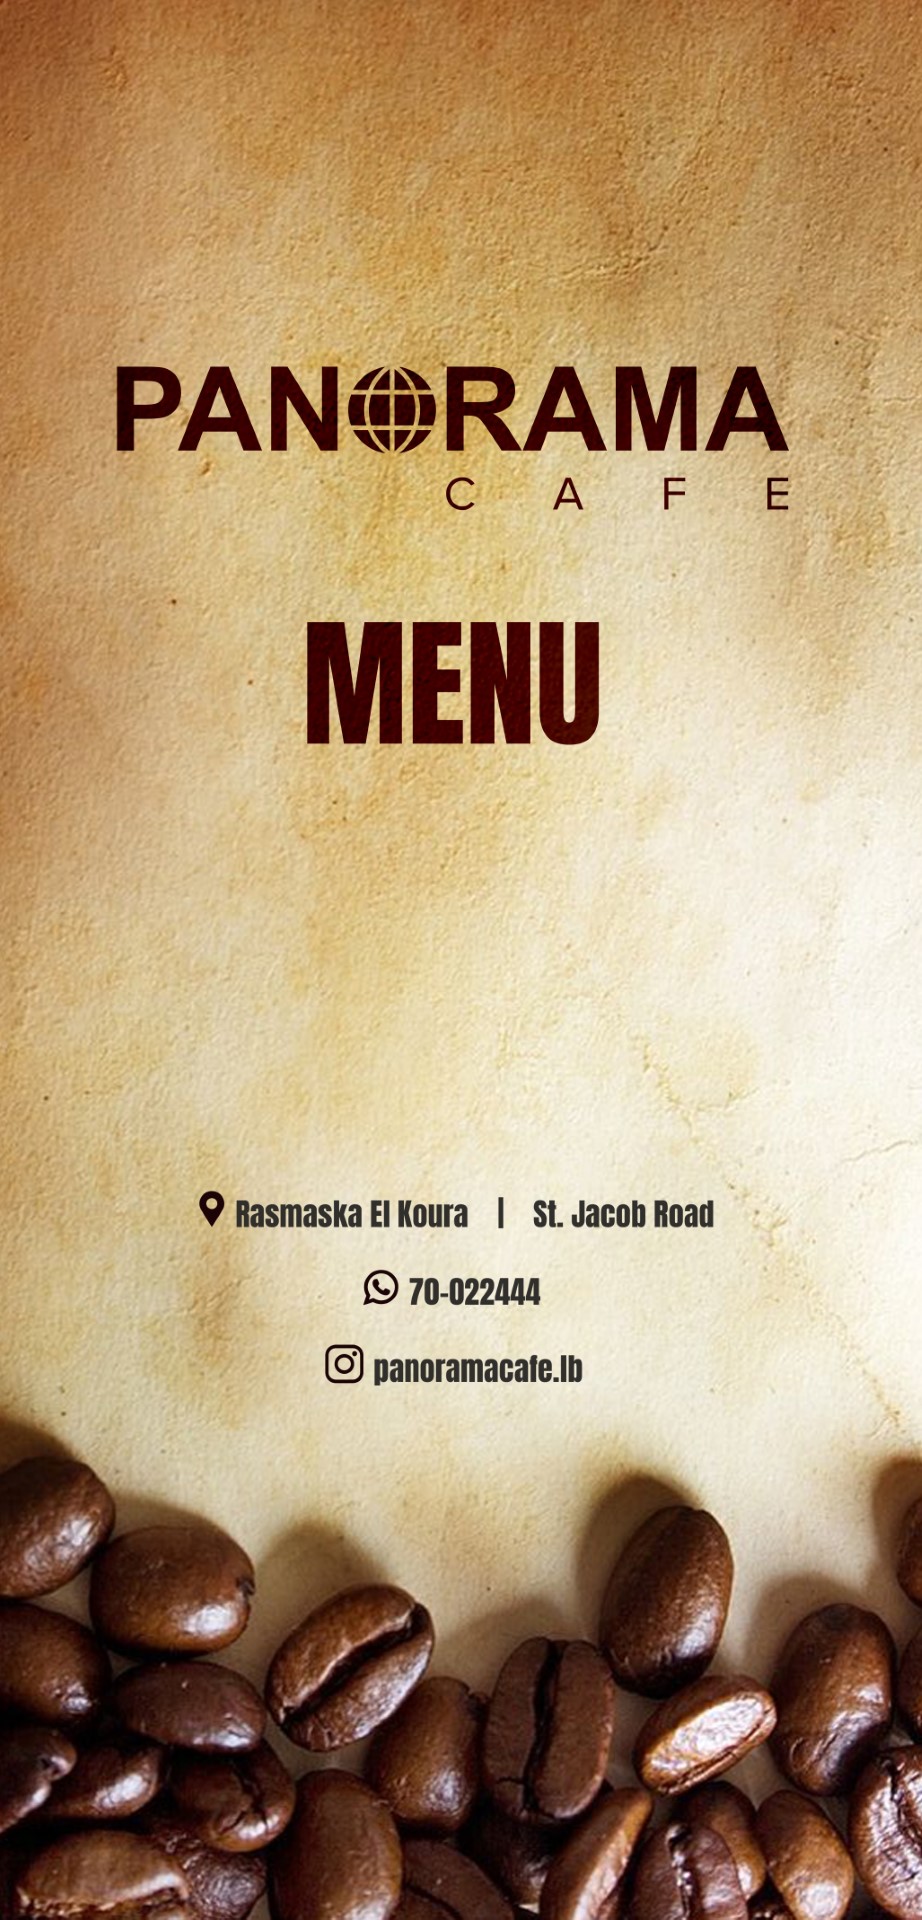 PANORAMA
CAFE
MENU
Rasmaska El Koura | St. Jacob Road
70-022444
panoramacafe.lb